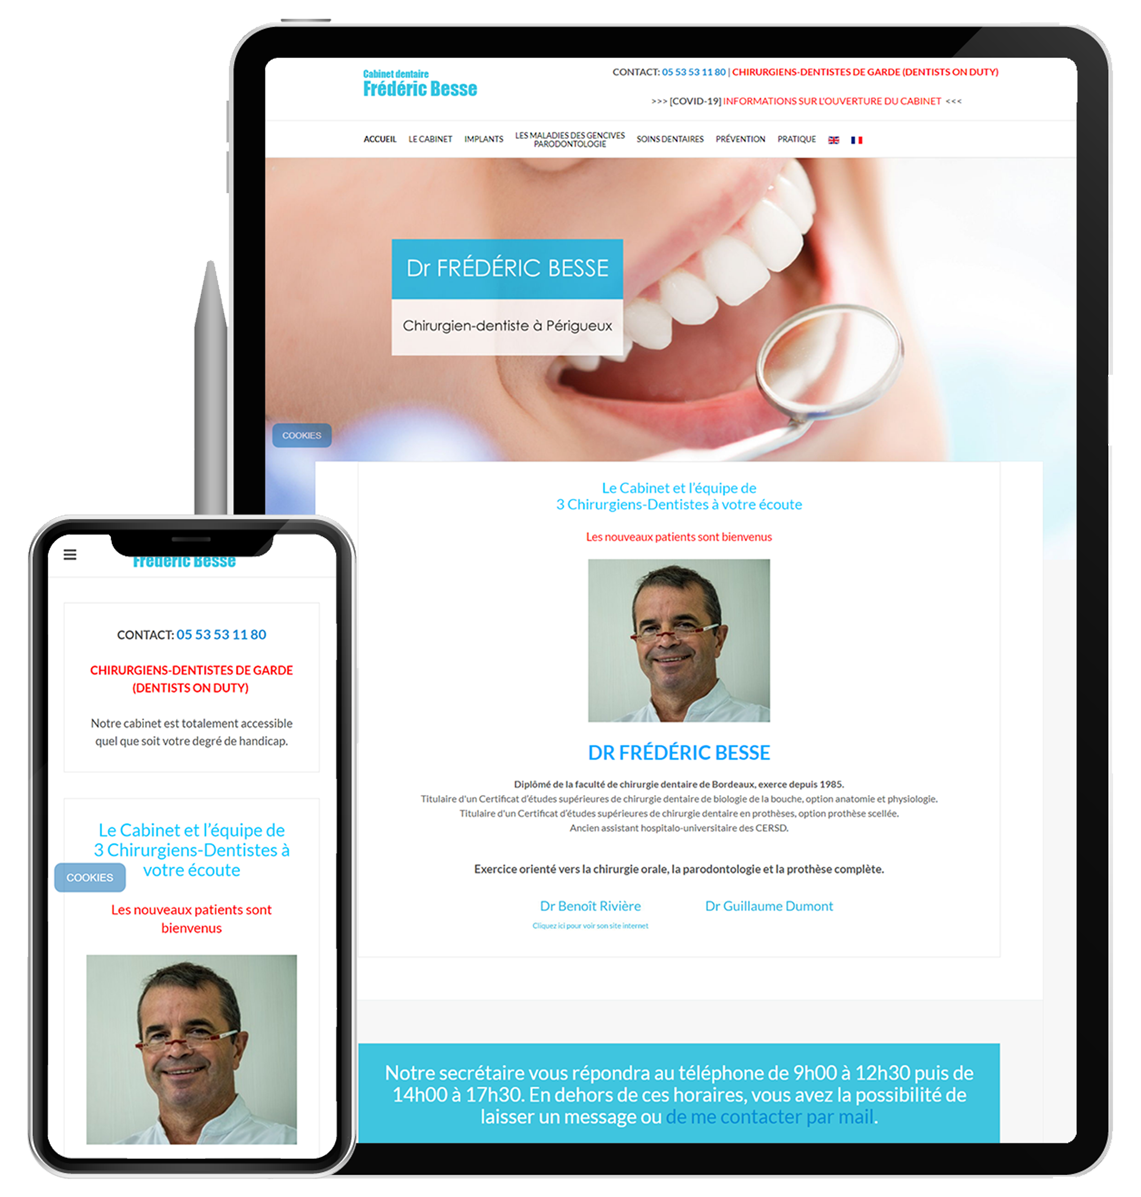 Cabinet dentaire
Frédéric Besse
CONTACT: 05 53 53 11 80 | CHIRURGIENS-DENTISTES DE GARDE (DENTISTS ON DUTY)
>>> [COVID-19] INFORMATIONS SUR L'OUVERTURE DU CABINET <<<
ACCUEIL LE CABINET IMPLANTS LES MALADIES DES GENCIVES SOINS DENTAIRES PRÉVENTION PRATIQUE
PARODONTOLOGIE
Dr FRÉDÉRIC BESSE
Chirurgien-dentiste à Périgueux
COOKIES
Le Cabinet et l'équipe de
3 Chirurgiens-Dentistes à votre écoute
Les nouveaux patients sont bienvenus
DR FRÉDÉRIC BESSE
Diplômé de la faculté de chirurgie dentaire de Bordeaux, exerce depuis 1985.
Titulaire d'un Certificat d'études supérieures de chirurgie dentaire de biologie de la bouche, option anatomie et physiologie.
Titulaire d'un Certificat d'études supérieures de chirurgie dentaire en prothèses, option prothèse scellée.
Ancien assistant hospitalo-universitaire des CERSD.
Exercice orienté vers la chirurgie orale, la parodontologie et la prothèse complète.
Dr Benoît Rivière Dr Guillaume Dumont
Cliquez ici pour voir son site internet
Notre secrétaire vous répondra au téléphone de 9h00 à 12h30 puis de
14h00 à 17h30. En dehors de ces horaires, vous avez la possibilité de
laisser un message ou de me contacter par mail.
Frédéric Besse
CONTACT: 05 53 53 11 80
CHIRURGIENS-DENTISTES DE GARDE
(DENTISTS ON DUTY)
Notre cabinet est totalement accessible
quel que soit votre degré de handicap.
Le Cabinet et l'équipe de
3 Chirurgiens-Dentistes à
votre écoute
COOKIES
Les nouveaux patients sont
bienvenus